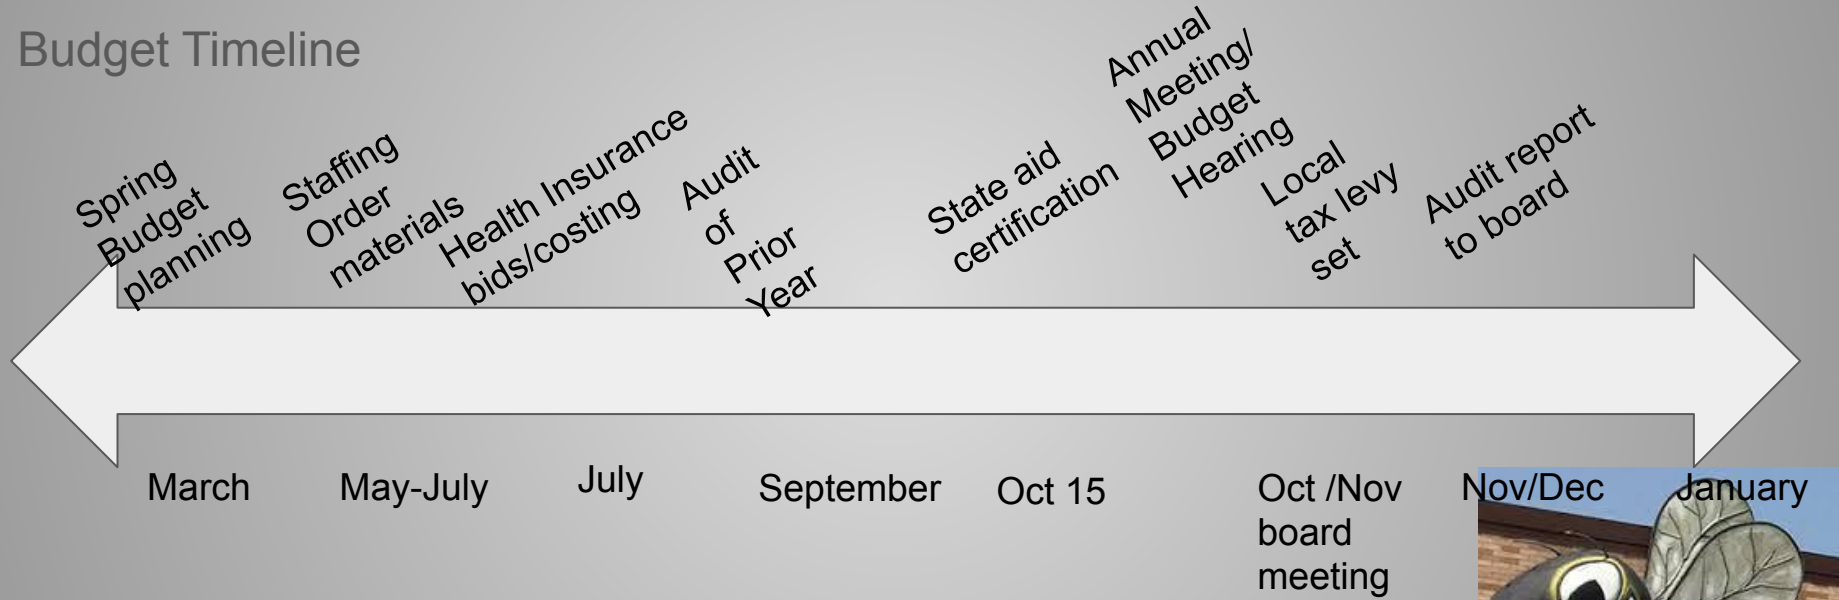 Budget Timeline
Spring
Budget
planning
Staffing
Order
materials
Health Insurance
bids/costing
Audit
of
Prior
Year
State aid
certification
Annual
Meeting/
Budget
Hearing
Local
tax levy
set
Audit report
to board
March
May-July
July
September
Oct 15
Oct /Nov
board
meeting
Nov/Dec
January